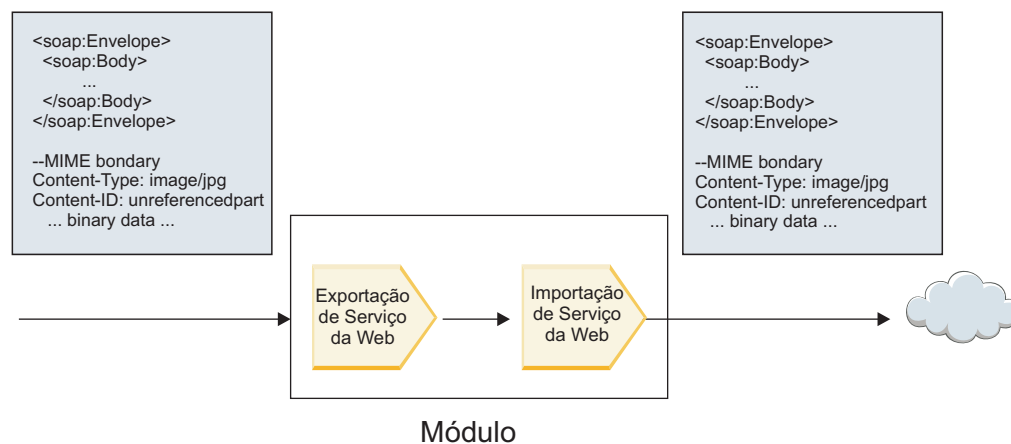 <soap:Envelope>
<soap:Body>
...
</soap:Body>
</soap:Envelope>
--MIME bondary
Content-Type: image/jpg
Content-ID: unreferencedpart
... binary data ...
<soap:Envelope>
<soap:Body>
...
</soap:Body>
</soap:Envelope>
--MIME bondary
Content-Type: image/jpg
Content-ID: unreferencedpart
... binary data ...
Exportação
de Serviço
da Web
Importação
de Serviço
da Web
Módulo